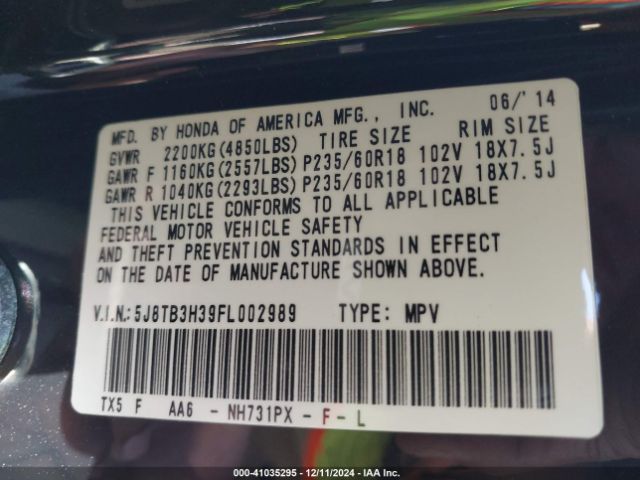 MFD. BY HONDA OF AMERICA MFG., INC. 06/'14
GVWR 2200KG(4850LBS) TIRE SIZE RIM SIZE
GAWR F 1160KG(2557LBS) P235/60R18 102V 18X7.5J
GAWR R 1040KG(2293LBS) P235/60R18 102V 18X7.5J
THIS VEHICLE CONFORMS TO ALL APPLICABLE
FEDERAL MOTOR VEHICLE SAFETY
AND THEFT PREVENTION STANDARDS IN EFFECT
ON THE DATE OF MANUFACTURE SHOWN ABOVE.
V.I.N.:5J8TB3H39FL002989 TYPE: MPV
TX5 F AA6 - NH731PX - F - L
000-41035295 - 12/11/2024 - IAA Inc.